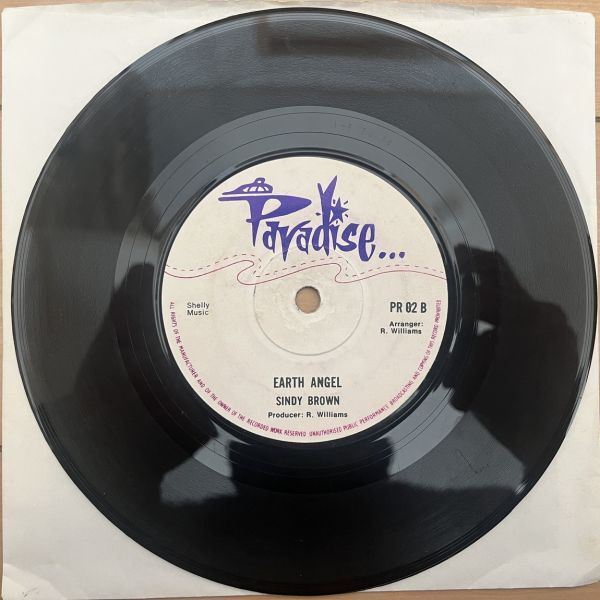 Paradise...
Shelly
Music
PR 02 B
Arranger:
R. Williams
EARTH ANGEL
SINDY BROWN
Producer: R. Williams
ALL RIGHTS OF THE MANUFACTURER AND OF THE OWNER OF THE RECORDED WORK RESERVED UNAUTHORISED PUBLIC PERFORMANCE BROADCASTING AND COPYING OF THIS RECORD PROHIBITED